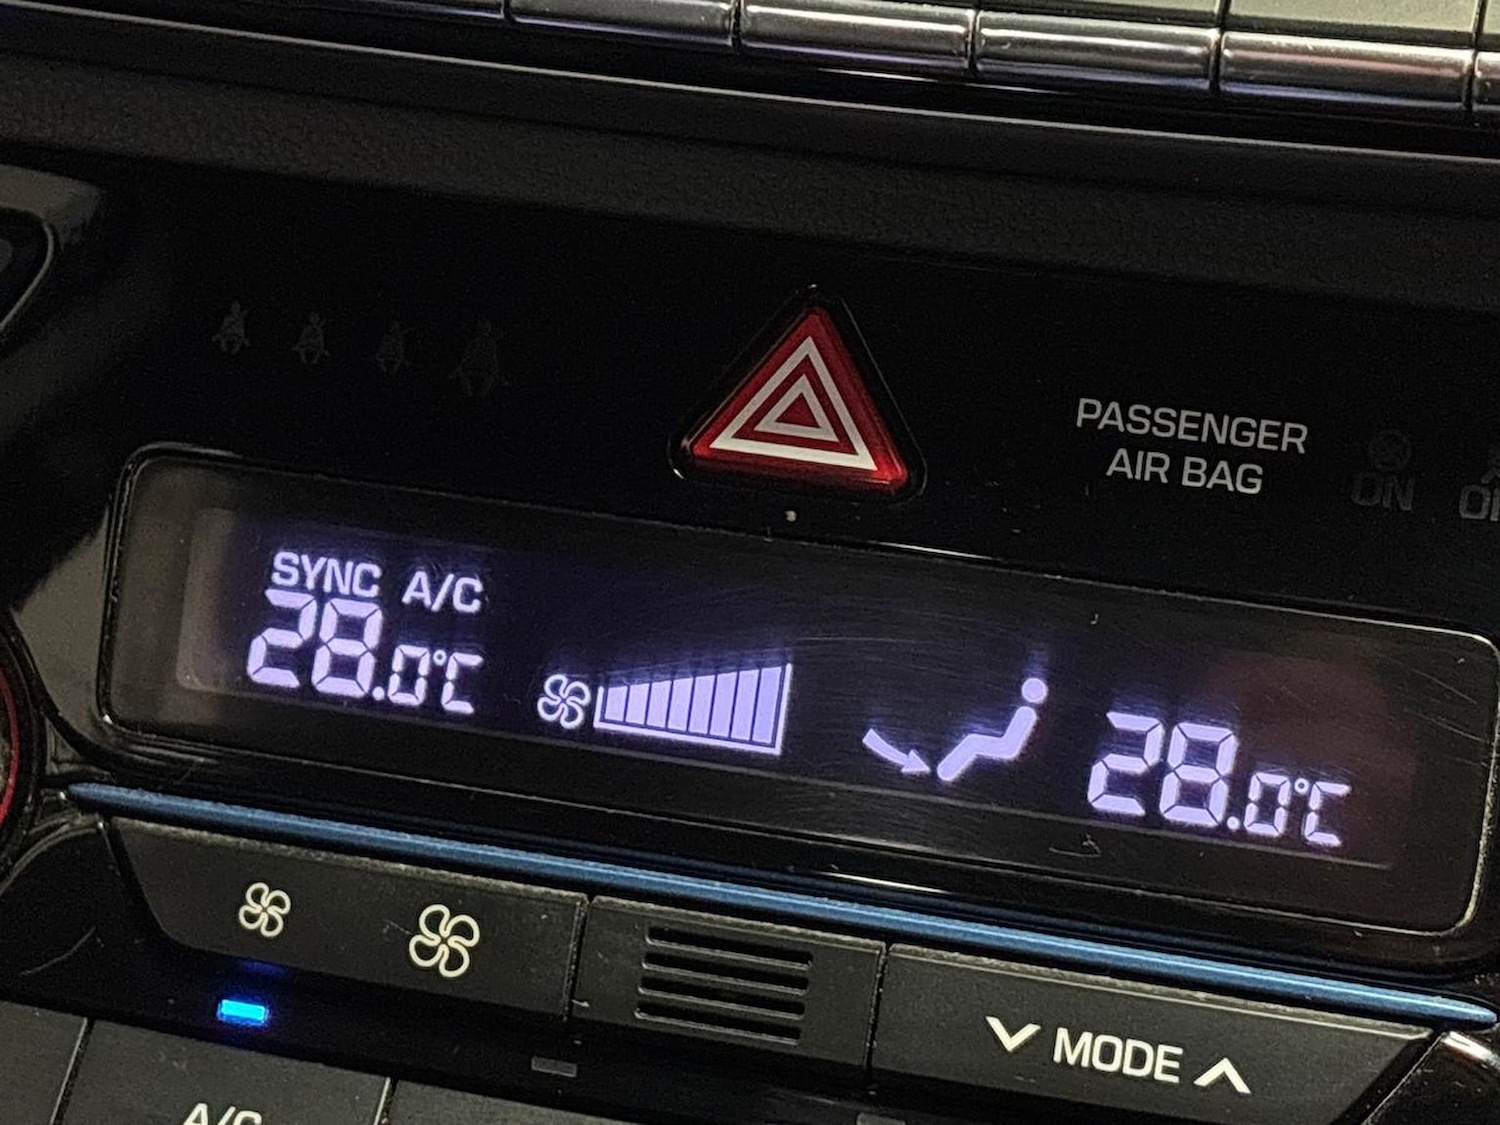 PASSENGER
AIR BAG
ON
SYNC A/C
28.0°C
28.0°C
MODE
A/C